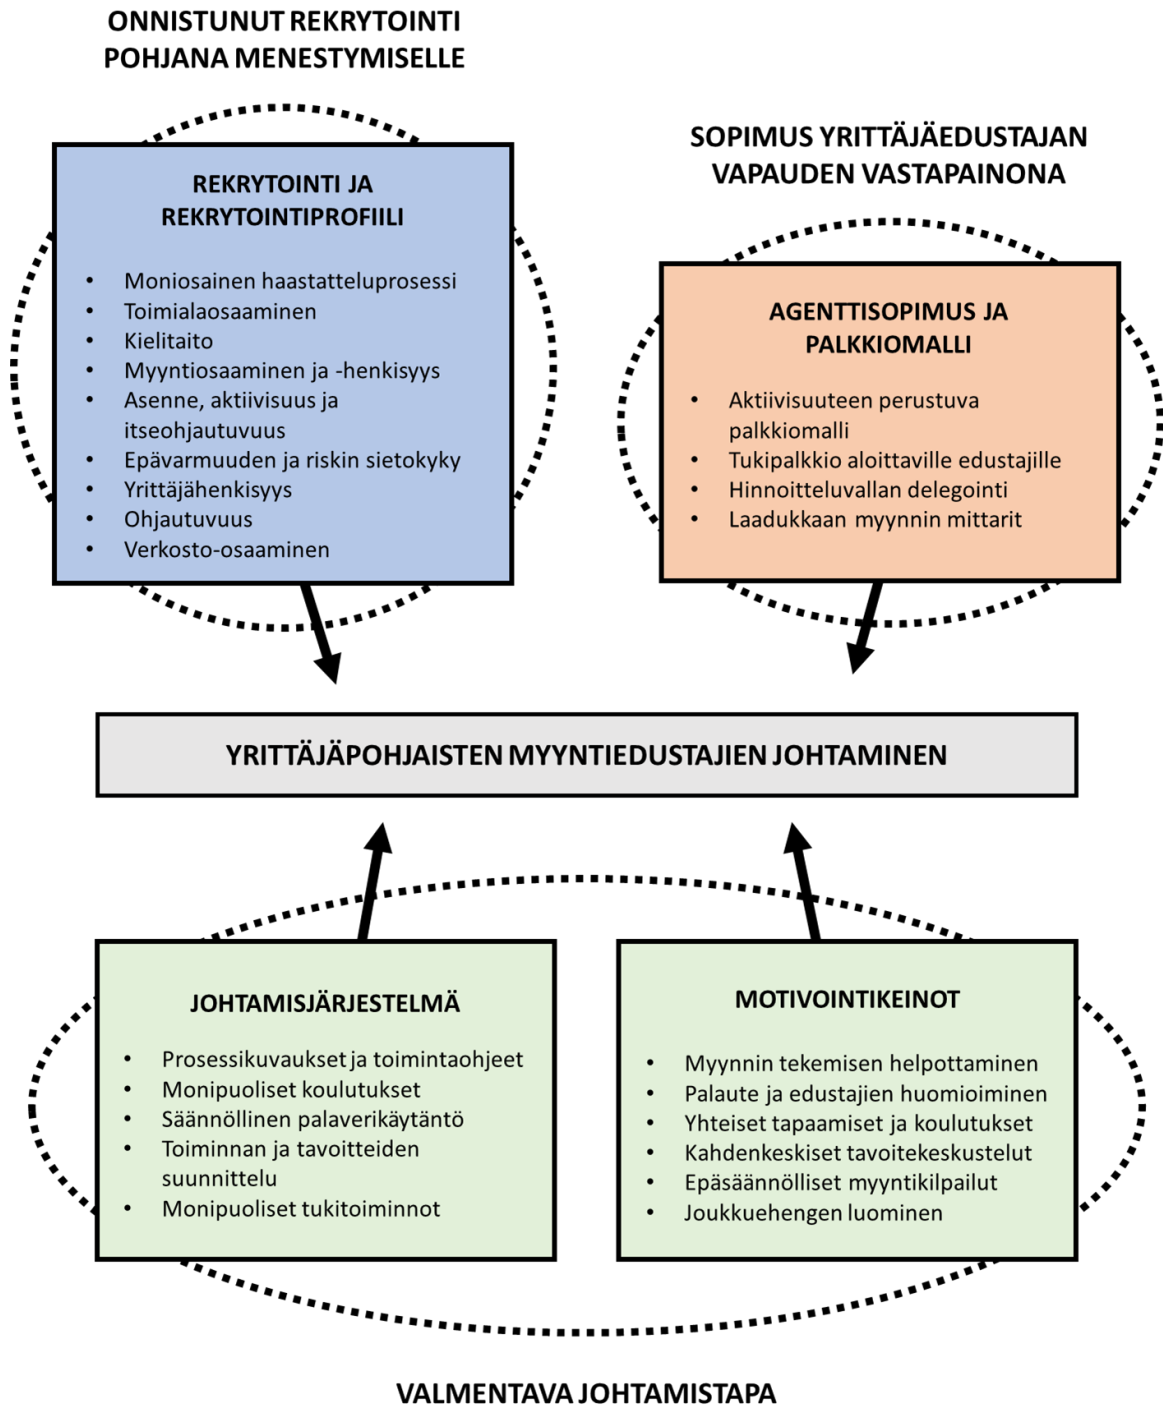 ONNISTUNUT REKRYTOINTI
POHJANA MENESTYMISELLE
REKRYTOINTI JA
REKRYTOINTIPROFIILI
• Moniosainen haastatteluprosessi
• Toimialaosaaminen
• Kielitaito
• Myyntiosaaminen ja -henkisyys
• Asenne, aktiivisuus ja
itseohjautuvuus
• Epävarmuuden ja riskin sietokyky
• Yrittäjähenkisyys
• Ohjautuvuus
• Verkosto-osaaminen
SOPIMUS YRITTÄJÄEDUSTAJAN
VAPAUDEN VASTAPAINONA
AGENTTISOPIMUS JA
PALKKIOMALLI
• Aktiivisuuteen perustuva
palkkiomalli
• Tukipalkkio aloittaville edustajille
• Hinnoitteluvallan delegointi
• Laadukkaan myynnin mittarit
YRITTÄJÄPOHJAISTEN MYYNTIEDUSTAJIEN JOHTAMINEN
JOHTAMISJÄRJESTELMÄ
• Prosessikuvaukset ja toimintaohjeet
• Monipuoliset koulutukset
• Säännöllinen palaverikäytäntö
• Toiminnan ja tavoitteiden
suunnittelu
• Monipuoliset tukitoiminnot
MOTIVOINTIKEINOT
• Myynnin tekemisen helpottaminen
• Palaute ja edustajien huomioiminen
• Yhteiset tapaamiset ja koulutukset
• Kahdenkeskiset tavoitekeskustelut
• Epäsäännölliset myyntikilpailut
• Joukkuehengen luominen
VALMENTAVA JOHTAMISTAPA